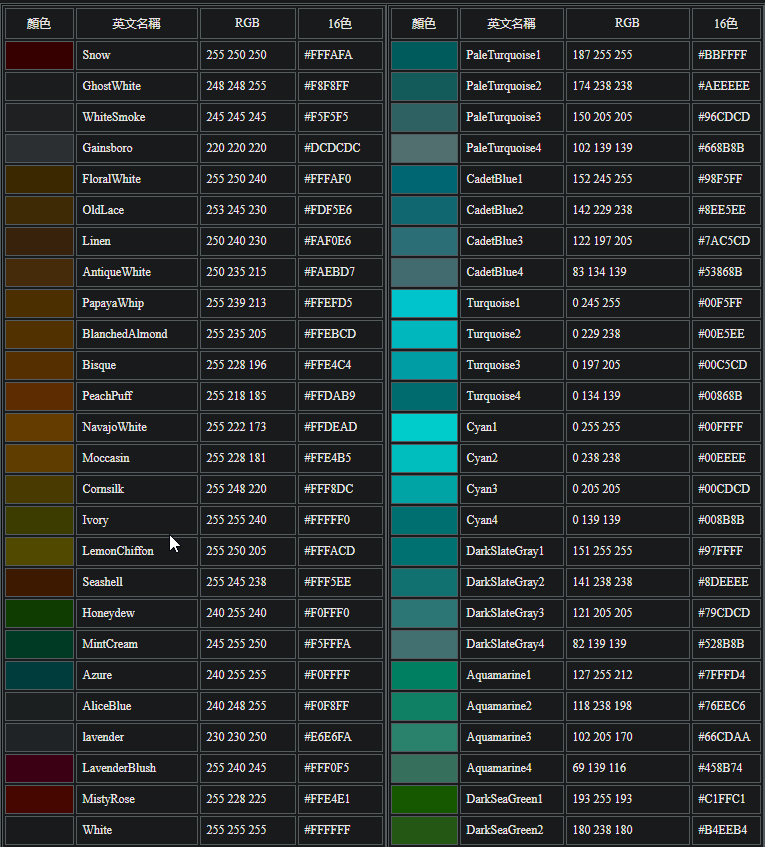 顏色 英文名稱 RGB 16色 顏色 英文名稱 RGB 16色
Snow 255 250 250 #FFFAFA PaleTurquoise1 187 255 255 #BBFFFF
GhostWhite 248 248 255 #F8F8FF PaleTurquoise2 174 238 238 #AEEEEE
WhiteSmoke 245 245 245 #F5F5F5 PaleTurquoise3 150 205 205 #96CDCD
Gainsboro 220 220 220 #DCDCDC PaleTurquoise4 102 139 139 #668B8B
FloralWhite 255 250 240 #FFFAF0 CadetBlue1 152 245 255 #98F5FF
OldLace 253 245 230 #FDF5E6 CadetBlue2 142 229 238 #8EE5EE
Linen 250 240 230 #FAF0E6 CadetBlue3 122 197 205 #7AC5CD
AntiqueWhite 250 235 215 #FAEBD7 CadetBlue4 83 134 139 #53868B
PapayaWhip 255 239 213 #FFEFD5 Turquoise1 0 245 255 #00F5FF
BlanchedAlmond 255 235 205 #FFEBCD Turquoise2 0 229 238 #00E5EE
Bisque 255 228 196 #FFE4C4 Turquoise3 0 197 205 #00C5CD
PeachPuff 255 218 185 #FFDAB9 Turquoise4 0 134 139 #00868B
NavajoWhite 255 222 173 #FFDEAD Cyan1 0 255 255 #00FFFF
Moccasin 255 228 181 #FFE4B5 Cyan2 0 238 238 #00EEEE
Cornsilk 255 248 220 #FFF8DC Cyan3 0 205 205 #00CDCD
Ivory 255 255 240 #FFFFF0 Cyan4 0 139 139 #008B8B
LemonChiffon 255 250 205 #FFFACD DarkSlateGray1 151 255 255 #97FFFF
Seashell 255 245 238 #FFF5EE DarkSlateGray2 141 238 238 #8DEEEE
Honeydew 240 255 240 #F0FFF0 DarkSlateGray3 121 205 205 #79CDCD
MintCream 245 255 250 #F5FFFA DarkSlateGray4 82 139 139 #528B8B
Azure 240 255 255 #F0FFFF Aquamarine1 127 255 212 #7FFFD4
AliceBlue 240 248 255 #F0F8FF Aquamarine2 118 238 198 #76EEC6
lavender 230 230 250 #E6E6FA Aquamarine3 102 205 170 #66CDAA
LavenderBlush 255 240 245 #FFF0F5 Aquamarine4 69 139 116 #458B74
MistyRose 255 228 225 #FFE4E1 DarkSeaGreen1 193 255 193 #C1FFC1
White 255 255 255 #FFFFFF DarkSeaGreen2 180 238 180 #B4EEB4